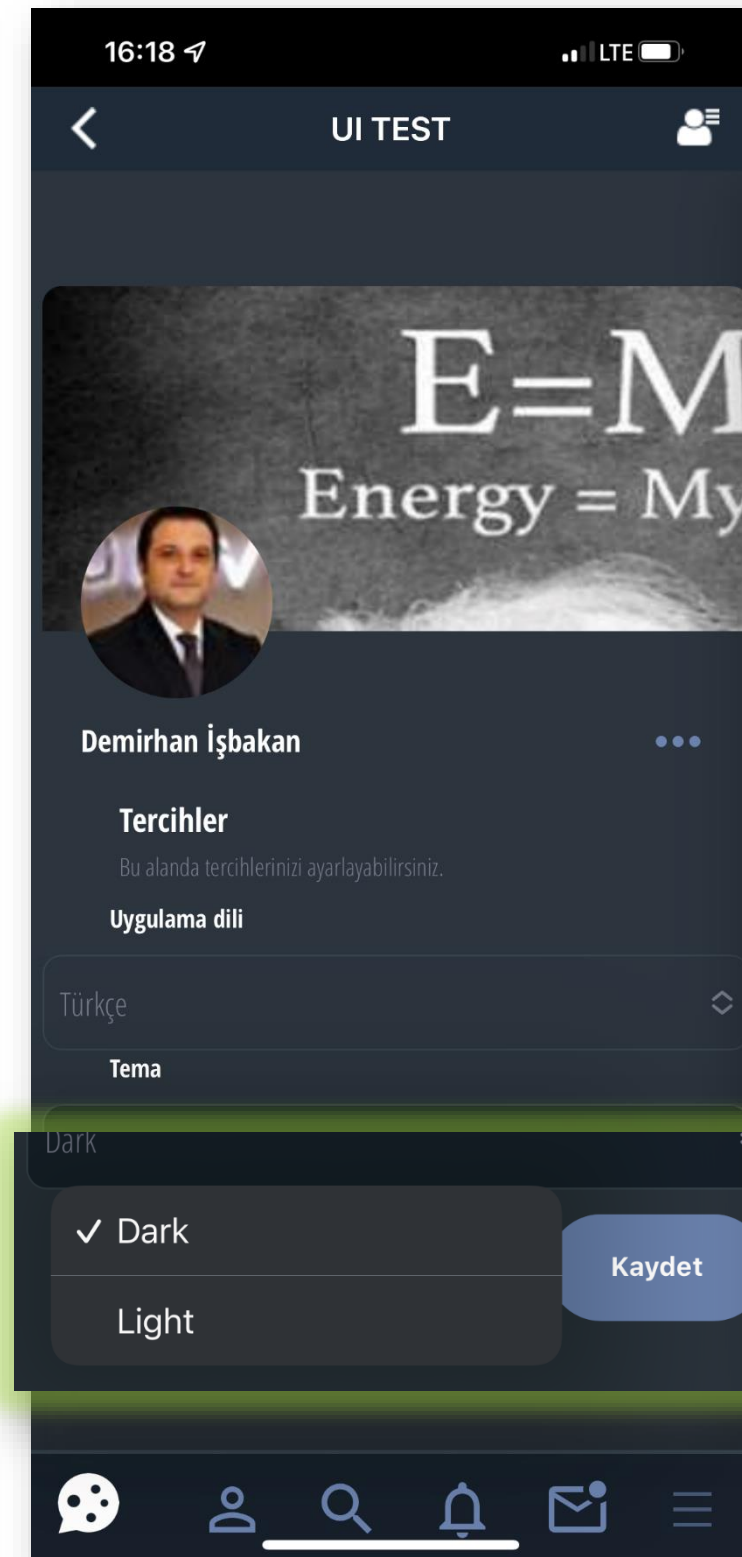 16:18
LTE
UI TEST
E=M
Energy = My
Demirhan İşbakan
Tercihler
Bu alanda tercihlerinizi ayarlayabilirsiniz.
Uygulama dili
Türkçe
Tema
Dark
✓ Dark
Kaydet
Light